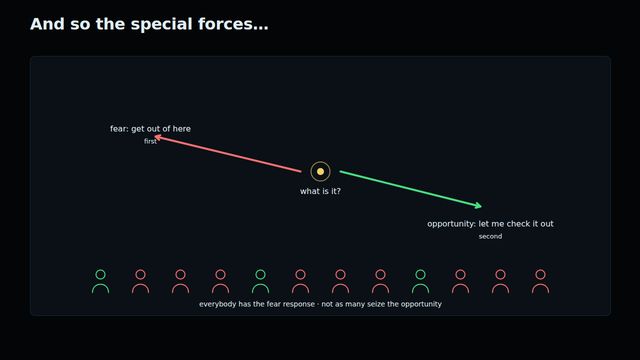 And so the special forces…
fear: get out of here
first
what is it?
opportunity: let me check it out
second
everybody has the fear response · not as many seize the opportunity